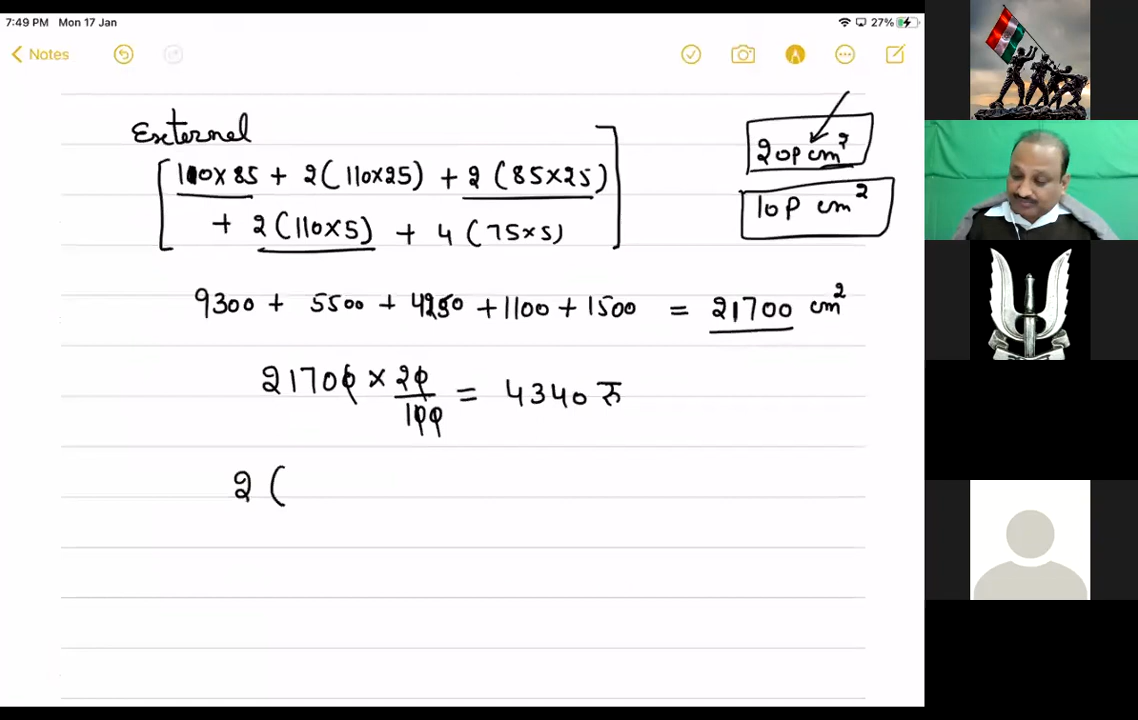 7:49 PM Mon 17 Jan
27%
Notes
External
[110x85 + 2(110x25) + 2(85x25)
+ 2(110x5) + 4(75x5)]
20p cm²
10p cm²
9300 + 5500 + 4250 + 1100 + 1500 = 21700 cm²
21700 x 20/100 = 4340 रु
2 (